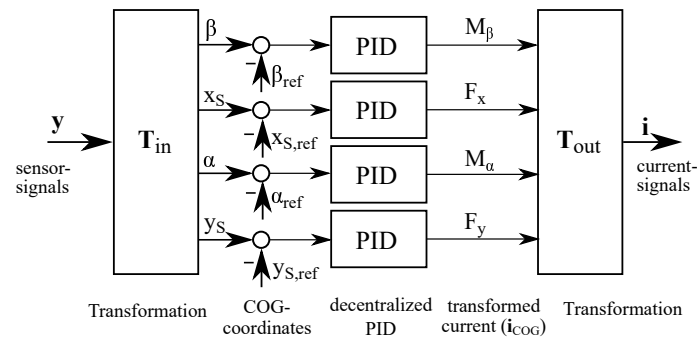 β
M_β
PID
− β_ref
x_S
F_x
PID
− x_S,ref
y
T_in
sensor-
signals
T_out
i
current-
signals
α
M_α
PID
− α_ref
y_S
F_y
PID
− y_S,ref
Transformation
COG-
coordinates
decentralized
PID
transformed
current (i_COG)
Transformation